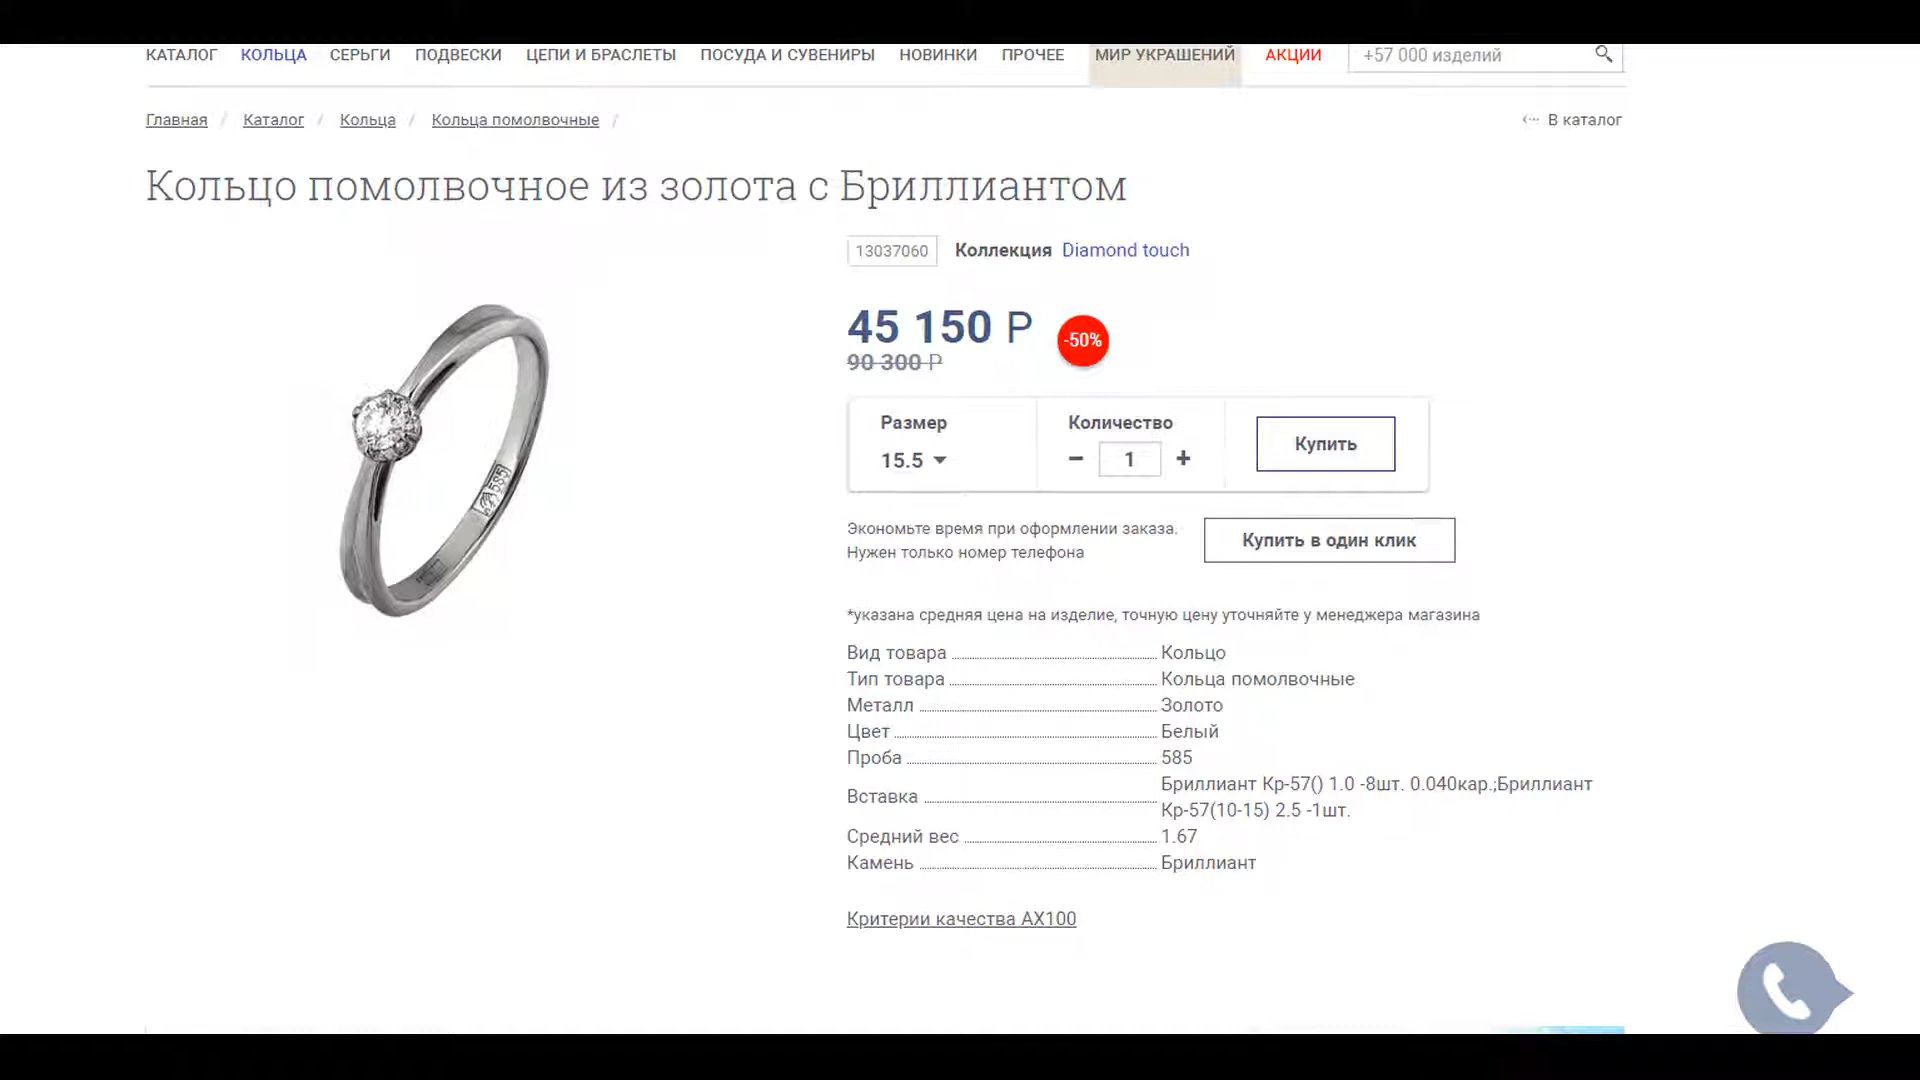 КАТАЛОГ КОЛЬЦА СЕРЬГИ ПОДВЕСКИ ЦЕПИ И БРАСЛЕТЫ ПОСУДА И СУВЕНИРЫ НОВИНКИ ПРОЧЕЕ МИР УКРАШЕНИЙ АКЦИИ +57 000 изделий
Главная / Каталог / Кольца / Кольца помолвочные / В каталог
Кольцо помолвочное из золота с Бриллиантом
13037060 Коллекция Diamond touch
45 150 Р -50%
90 300 Р
Размер Количество Купить
15.5 − 1 +
Экономьте время при оформлении заказа.
Нужен только номер телефона
Купить в один клик
*указана средняя цена на изделие, точную цену уточняйте у менеджера магазина
Вид товара Кольцо
Тип товара Кольца помолвочные
Металл Золото
Цвет Белый
Проба 585
Вставка Бриллиант Кр-57() 1.0 -8шт. 0.040кар.;Бриллиант
Кр-57(10-15) 2.5 -1шт.
Средний вес 1.67
Камень Бриллиант
Критерии качества АХ100
585